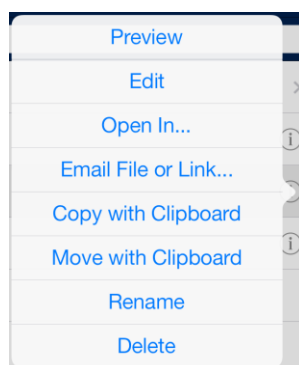 Preview
Edit
Open In...
Email File or Link...
Copy with Clipboard
Move with Clipboard
Rename
Delete